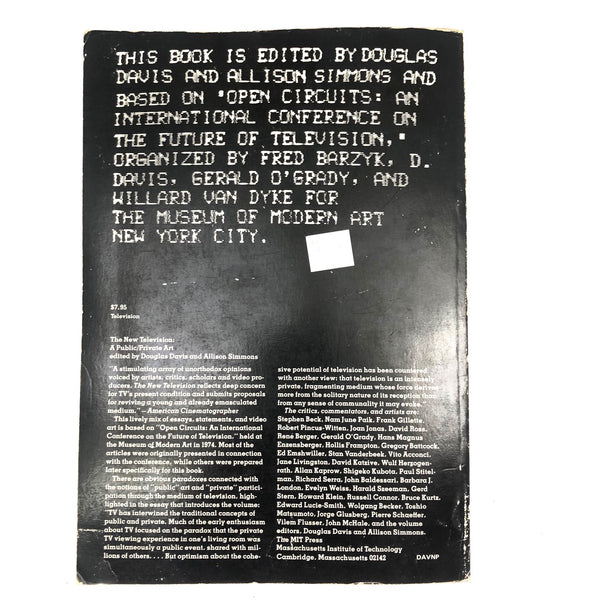 THIS BOOK IS EDITED BY DOUGLAS
DAVIS AND ALLISON SIMMONS AND
BASED ON "OPEN CIRCUITS: AN
INTERNATIONAL CONFERENCE ON
THE FUTURE OF TELEVISION,"
ORGANIZED BY FRED BARZYK, D.
DAVIS, GERALD O'GRADY, AND
WILLARD VAN DYKE FOR
THE MUSEUM OF MODERN ART
NEW YORK CITY.
$7.95
Television
The New Television:
A Public/Private Art
edited by Douglas Davis and Allison Simmons
"A stimulating array of unorthodox opinions
voiced by artists, critics, scholars and video pro-
ducers. The New Television reflects deep concern
for TV's present condition and submits proposals
for reviving a young and already emasculated
medium."—American Cinematographer
This lively mix of essays, statements, and video
art is based on "Open Circuits: An International
Conference on the Future of Television," held at
the Museum of Modern Art in 1974. Most of the
articles were originally presented in connection
with the conference, while others were prepared
later specifically for this book.
There are obvious paradoxes connected with
the notions of "public" art and "private" partici-
pation through the medium of television, high-
lighted in the essay that introduces the volume:
"TV has intertwined the traditional concepts of
public and private. Much of the early enthusiasm
about TV focused on the paradox that the private
TV viewing experience in one's living room was
simultaneously a public event, shared with mil-
lions of others. . . . But optimism about the cohe-
sive potential of television has been countered
with another view: that television is an intensely
private, fragmenting medium whose force derives
more from the solitary nature of its reception than
from any sense of communality it may evoke."
The critics, commentators, and artists are:
Stephen Beck, Nam June Paik, Frank Gillette,
Robert Pincus-Witten, Joan Jonas, David Ross,
Rene Berger, Gerald O'Grady, Hans Magnus
Enzensberger, Hollis Frampton, Gregory Battcock,
Ed Emshwiller, Stan Vanderbeek, Vito Acconci,
Jane Livingston, David Katzive, Wulf Herzogen-
rath, Allan Kaprow, Shigeko Kubota, Paul Stitel-
man, Richard Serra, John Baldessari, Barbara J.
London, Evelyn Weiss, Harald Szeeman, Gerd
Stern, Howard Klein, Russell Connor, Bruce Kurtz,
Edward Lucie-Smith, Wolgang Becker, Toshio
Matsumoto, Jorge Glusberg, Pierre Schaeffer,
Vilem Flusser, John McHale, and the volume
editors, Douglas Davis and Allison Simmons.
The MIT Press
Massachusetts Institute of Technology
Cambridge, Massachusetts 02142
DAVNP